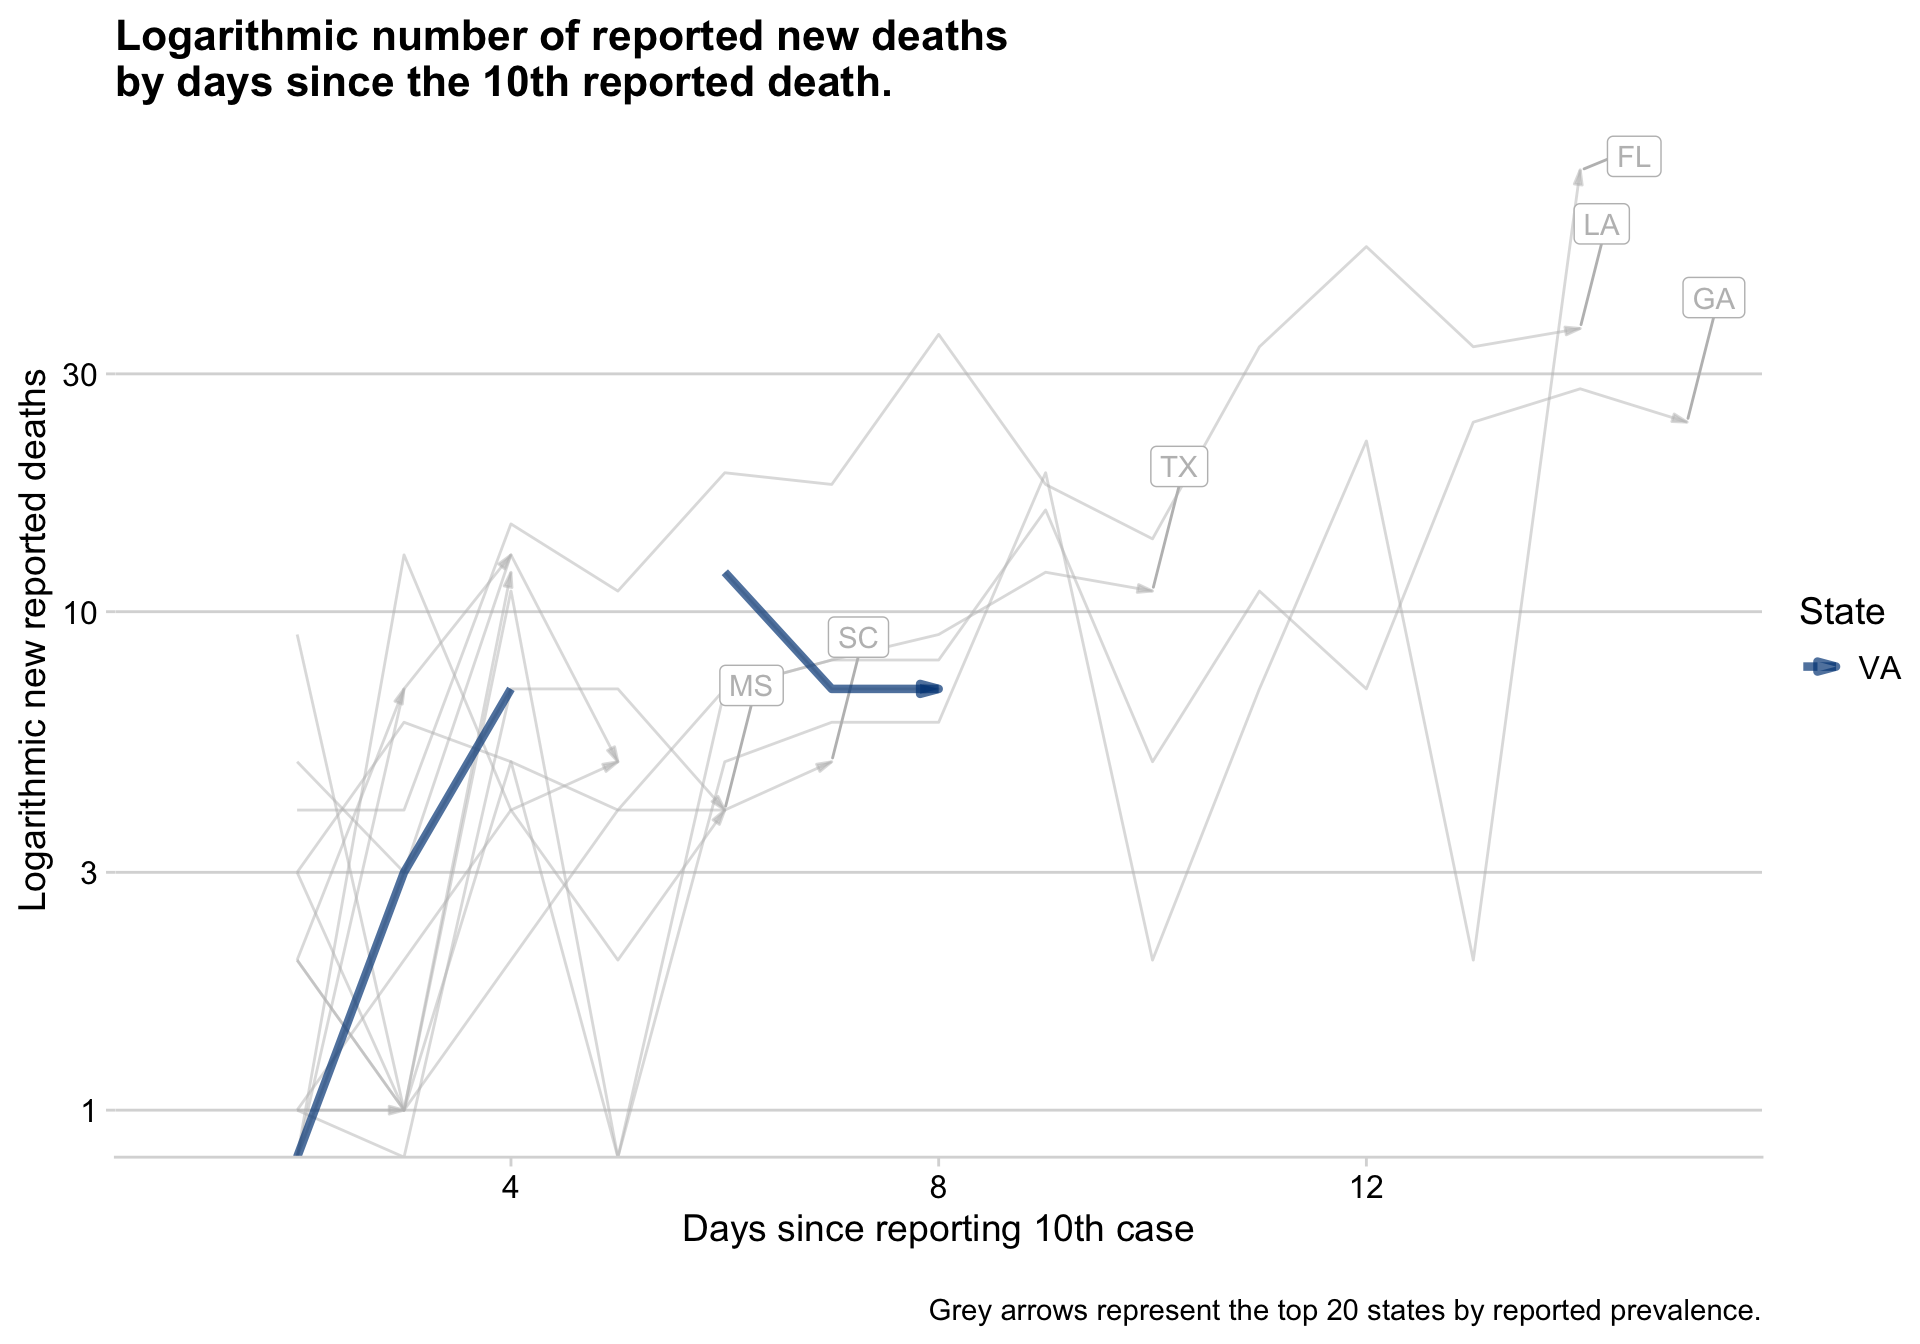 Logarithmic number of reported new deaths
by days since the 10th reported death.
FL
LA
GA
TX
SC
MS
Logarithmic new reported deaths
30
10
3
1
4 8 12
Days since reporting 10th case
State
VA
Grey arrows represent the top 20 states by reported prevalence.